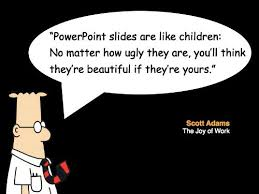 “PowerPoint slides are like children:
No matter how ugly they are, you’ll think
they’re beautiful if they’re yours.”
Scott Adams
The Joy of Work